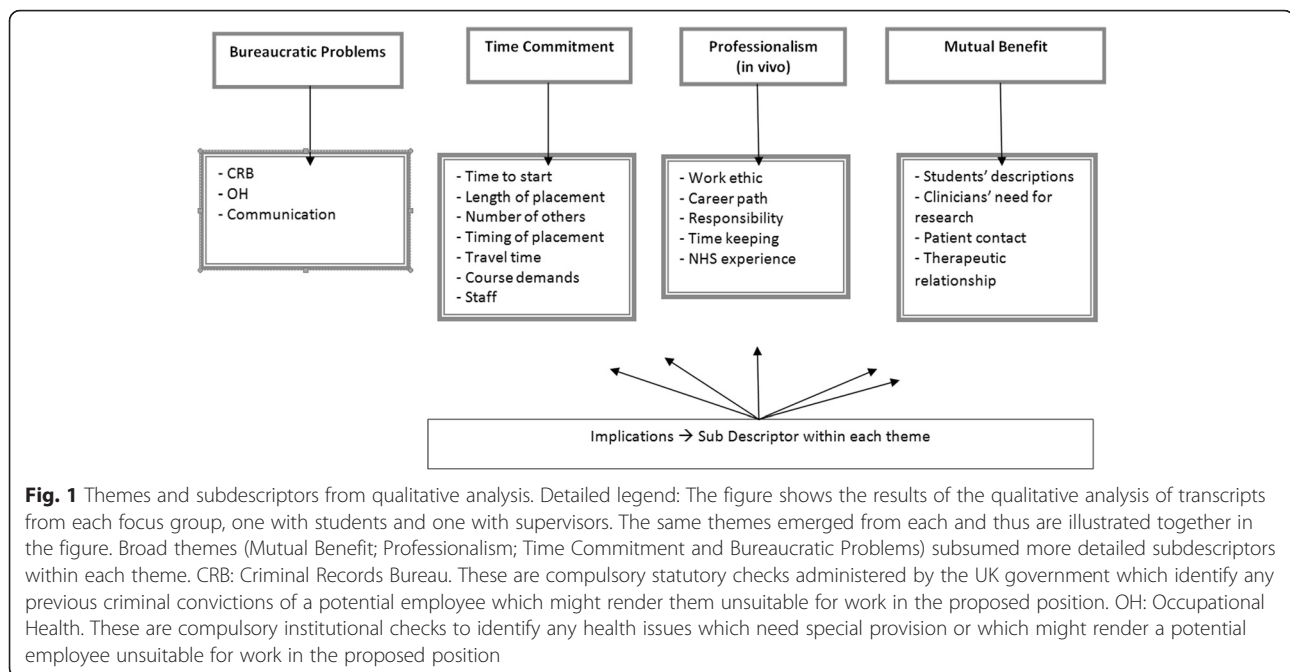 Bureaucratic Problems
Time Commitment
Professionalism
(in vivo)
Mutual Benefit
- CRB
- OH
- Communication
- Time to start
- Length of placement
- Number of others
- Timing of placement
- Travel time
- Course demands
- Staff
- Work ethic
- Career path
- Responsibility
- Time keeping
- NHS experience
- Students' descriptions
- Clinicians' need for
research
- Patient contact
- Therapeutic
relationship
Implications → Sub Descriptor within each theme
Fig. 1 Themes and subdescriptors from qualitative analysis. Detailed legend: The figure shows the results of the qualitative analysis of transcripts
from each focus group, one with students and one with supervisors. The same themes emerged from each and thus are illustrated together in
the figure. Broad themes (Mutual Benefit; Professionalism; Time Commitment and Bureaucratic Problems) subsumed more detailed subdescriptors
within each theme. CRB: Criminal Records Bureau. These are compulsory statutory checks administered by the UK government which identify any
previous criminal convictions of a potential employee which might render them unsuitable for work in the proposed position. OH: Occupational
Health. These are compulsory institutional checks to identify any health issues which need special provision or which might render a potential
employee unsuitable for work in the proposed position